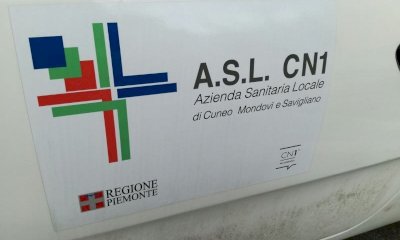 A.S.L. CN1
Azienda Sanitaria Locale
di Cuneo Mondovì e Savigliano
CN1
REGIONE
PIEMONTE